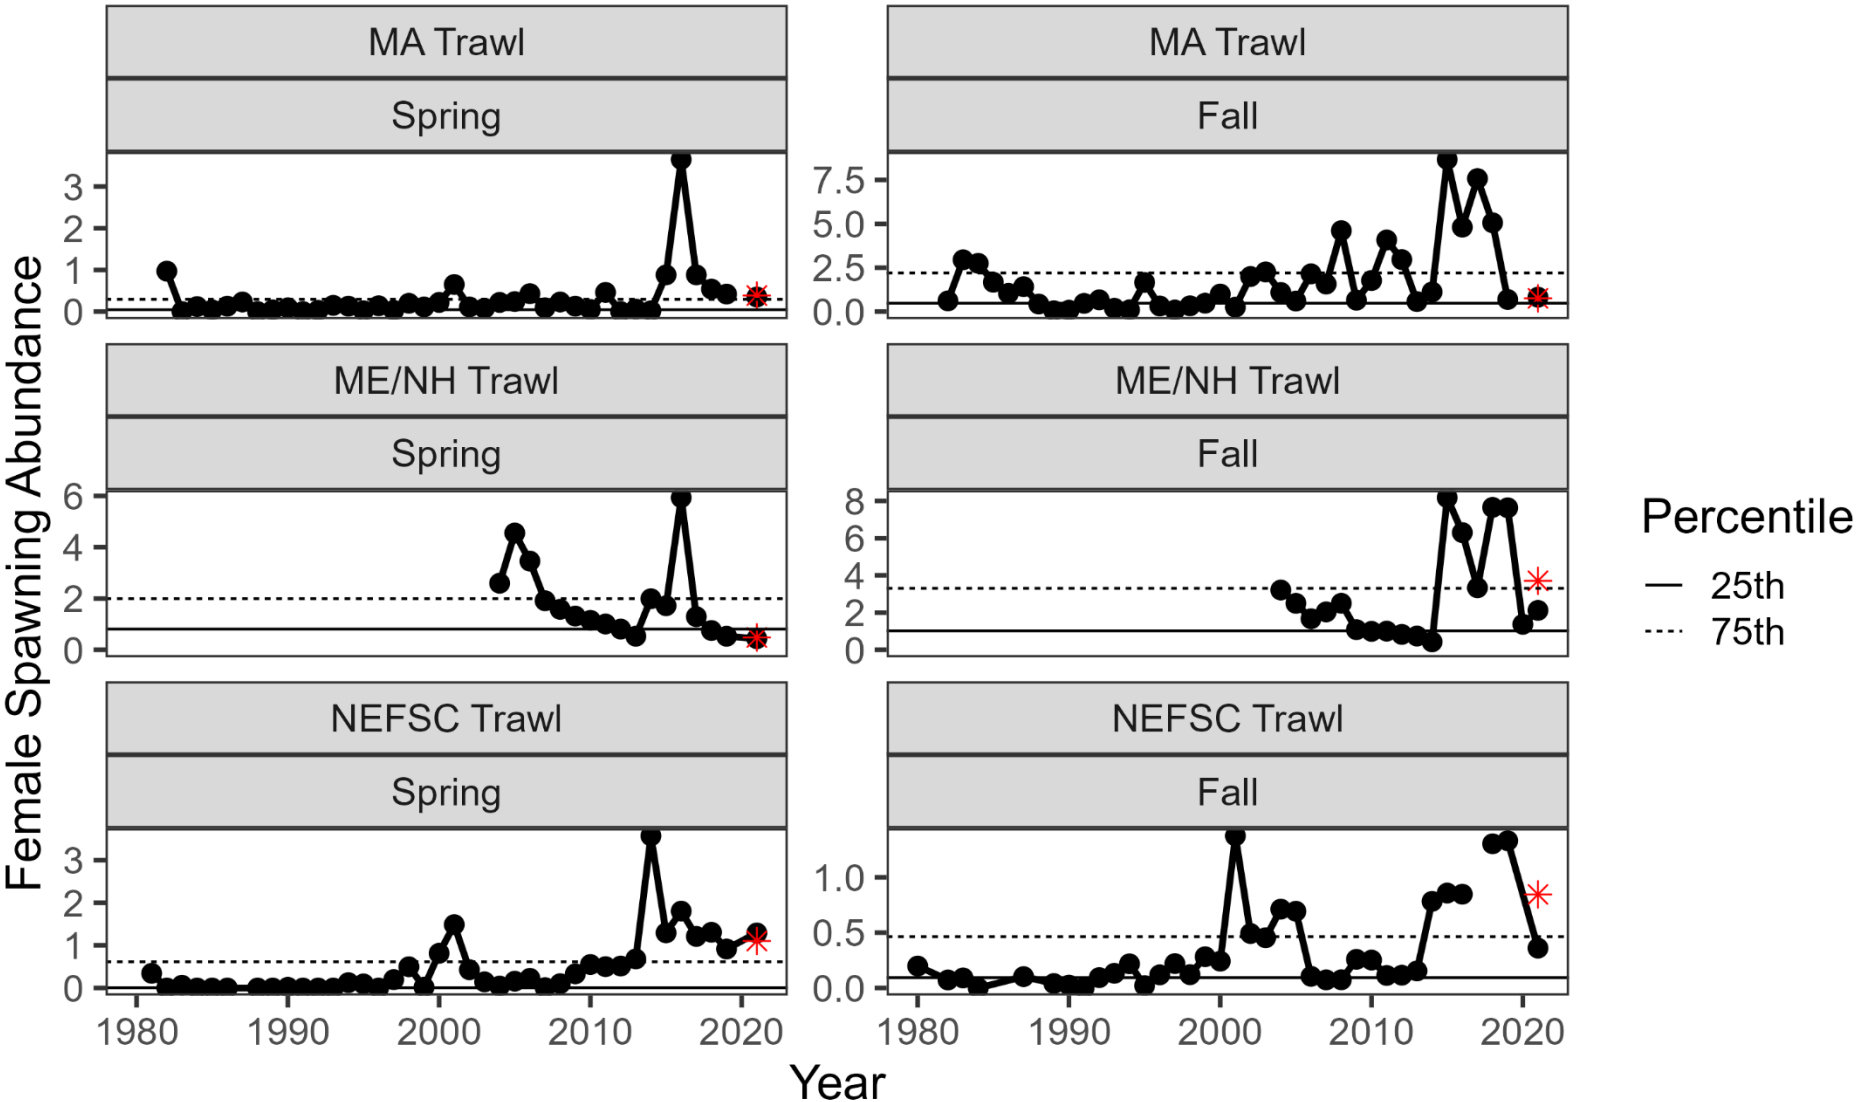 MA Trawl
Spring
3
2
1
0
MA Trawl
Fall
7.5
5.0
2.5
0.0
ME/NH Trawl
Spring
6
4
2
0
ME/NH Trawl
Fall
8
6
4
2
0
NEFSC Trawl
Spring
3
2
1
0
1980 1990 2000 2010 2020
NEFSC Trawl
Fall
1.0
0.5
0.0
1980 1990 2000 2010 2020
Female Spawning Abundance
Year
Percentile
25th
75th